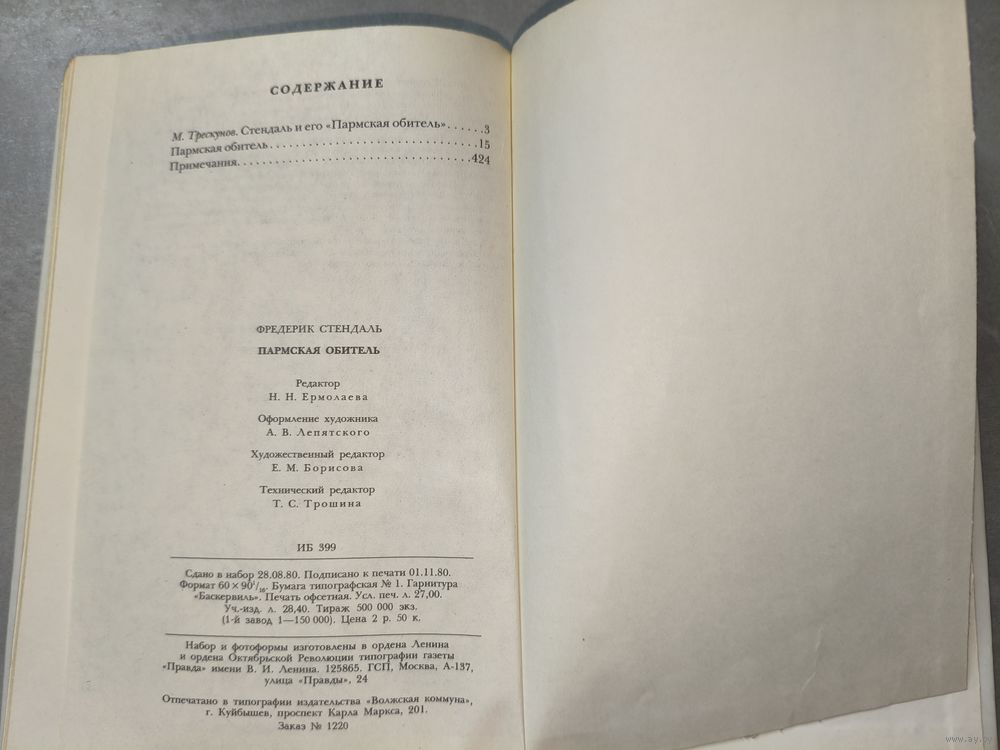 СОДЕРЖАНИЕ
М. Трескунов. Стендаль и его «Пармская обитель»......3
Пармская обитель..............................15
Примечания..................................424
ФРЕДЕРИК СТЕНДАЛЬ
ПАРМСКАЯ ОБИТЕЛЬ
Редактор
Н. Н. Ермолаева
Оформление художника
А. В. Лепятского
Художественный редактор
Е. М. Борисова
Технический редактор
Т. С. Трошина
ИБ 399
Сдано в набор 28.08.80. Подписано к печати 01.11.80.
Формат 60 × 90¹/₁₆. Бумага типографская № 1. Гарнитура
«Баскервиль». Печать офсетная. Усл. печ. л. 27,00.
Уч.-изд. л. 28,40. Тираж 500 000 экз.
(1-й завод 1—150 000). Цена 2 р. 50 к.
Набор и фотоформы изготовлены в ордена Ленина
и ордена Октябрьской Революции типографии газеты
«Правда» имени В. И. Ленина. 125865. ГСП, Москва, А-137,
улица «Правды», 24
Отпечатано в типографии издательства «Волжская коммуна»,
г. Куйбышев, проспект Карла Маркса, 201.
Заказ № 1220
www.ay.by